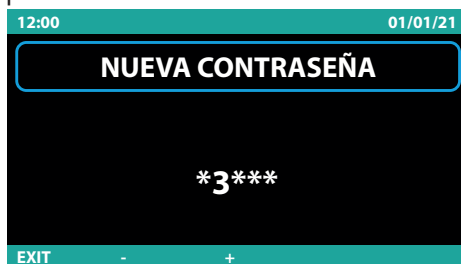 12:00 01/01/21
NUEVA CONTRASEÑA
*3***
EXIT - +